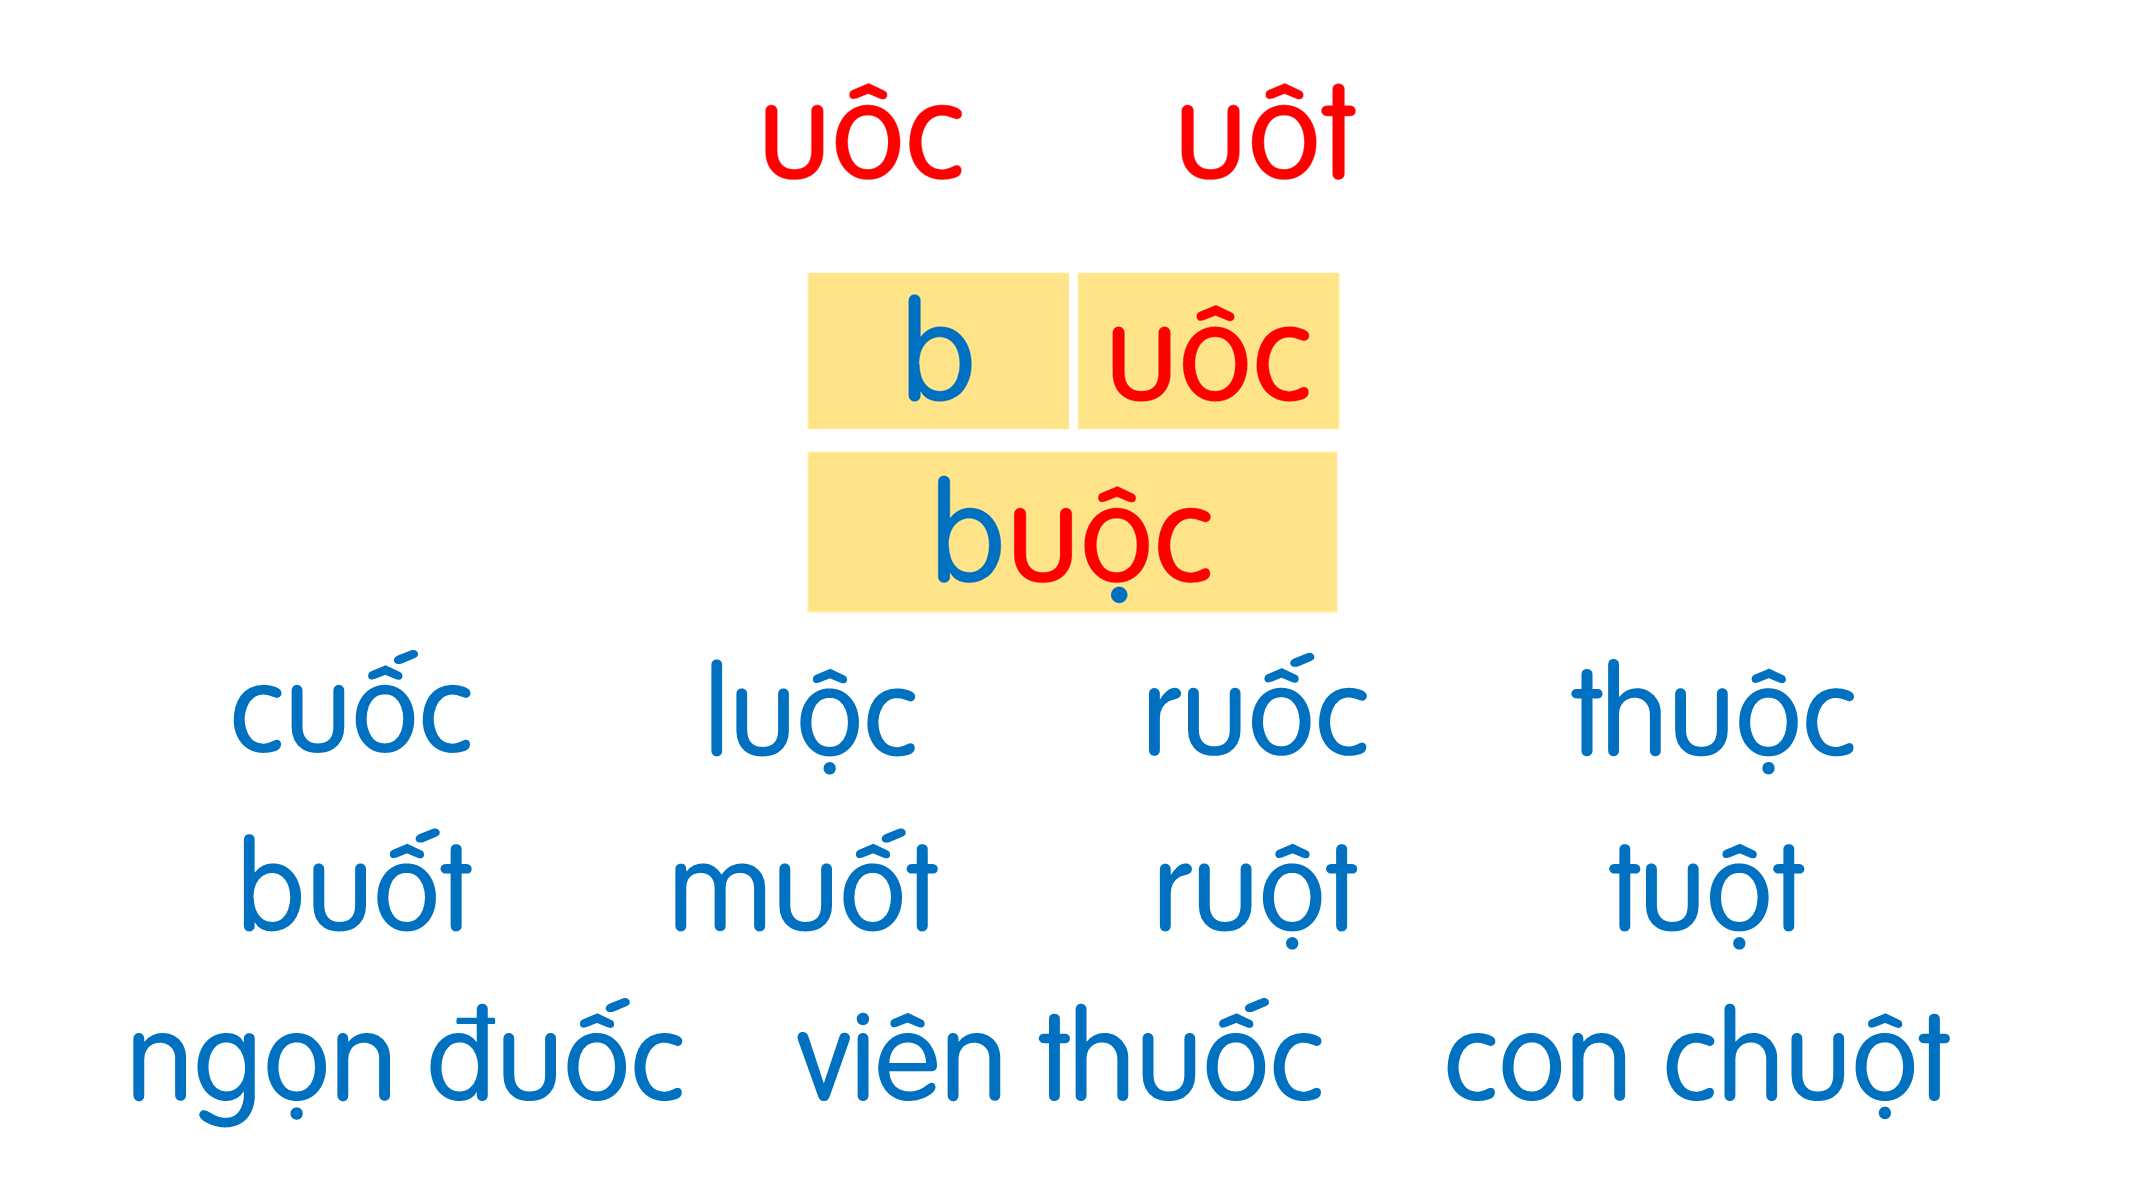 uôc uôt
b uôc
buộc
cuốc luộc ruốc thuộc
buốt muốt ruột tuột
ngọn đuốc viên thuốc con chuột